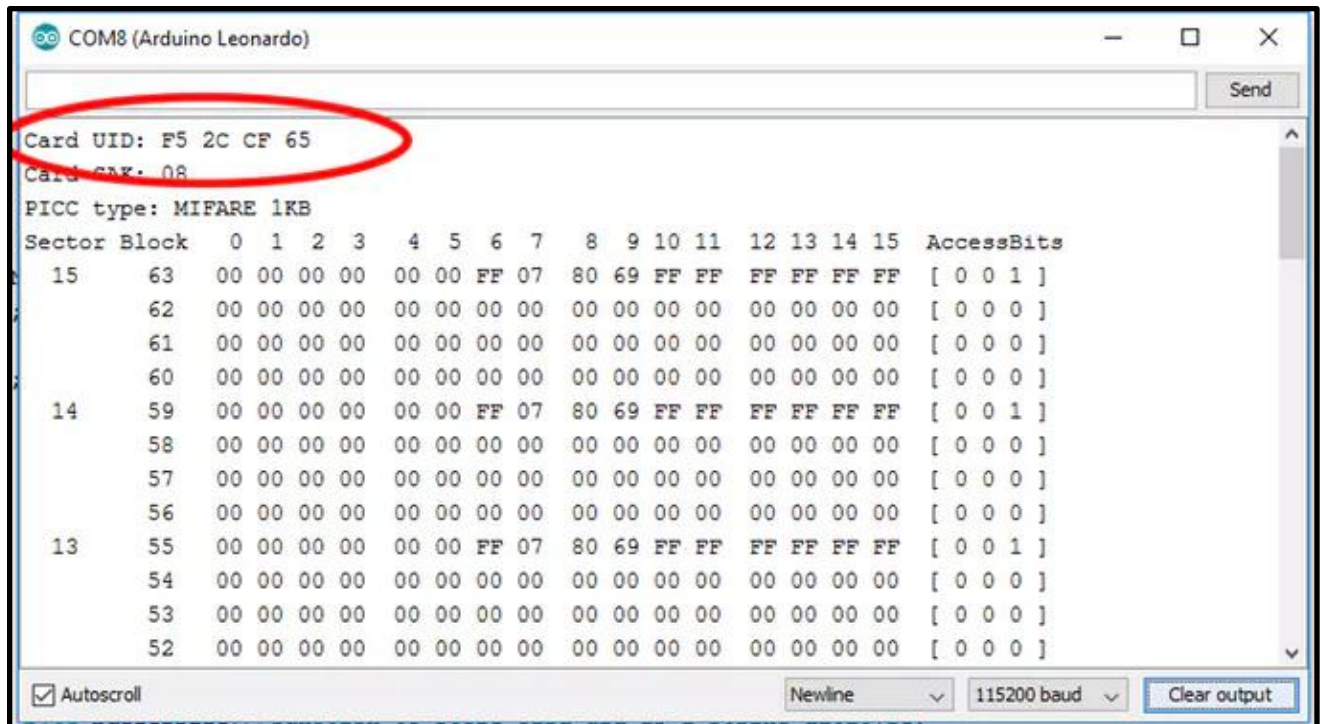 COM8 (Arduino Leonardo)
Send
Card UID: F5 2C CF 65
Card SAK: 08
PICC type: MIFARE 1KB
Sector Block 0 1 2 3 4 5 6 7 8 9 10 11 12 13 14 15 AccessBits
15 63 00 00 00 00 00 00 FF 07 80 69 FF FF FF FF FF FF [ 0 0 1 ]
62 00 00 00 00 00 00 00 00 00 00 00 00 00 00 00 00 [ 0 0 0 ]
61 00 00 00 00 00 00 00 00 00 00 00 00 00 00 00 00 [ 0 0 0 ]
60 00 00 00 00 00 00 00 00 00 00 00 00 00 00 00 00 [ 0 0 0 ]
14 59 00 00 00 00 00 00 FF 07 80 69 FF FF FF FF FF FF [ 0 0 1 ]
58 00 00 00 00 00 00 00 00 00 00 00 00 00 00 00 00 [ 0 0 0 ]
57 00 00 00 00 00 00 00 00 00 00 00 00 00 00 00 00 [ 0 0 0 ]
56 00 00 00 00 00 00 00 00 00 00 00 00 00 00 00 00 [ 0 0 0 ]
13 55 00 00 00 00 00 00 FF 07 80 69 FF FF FF FF FF FF [ 0 0 1 ]
54 00 00 00 00 00 00 00 00 00 00 00 00 00 00 00 00 [ 0 0 0 ]
53 00 00 00 00 00 00 00 00 00 00 00 00 00 00 00 00 [ 0 0 0 ]
52 00 00 00 00 00 00 00 00 00 00 00 00 00 00 00 00 [ 0 0 0 ]
Autoscroll Newline 115200 baud Clear output